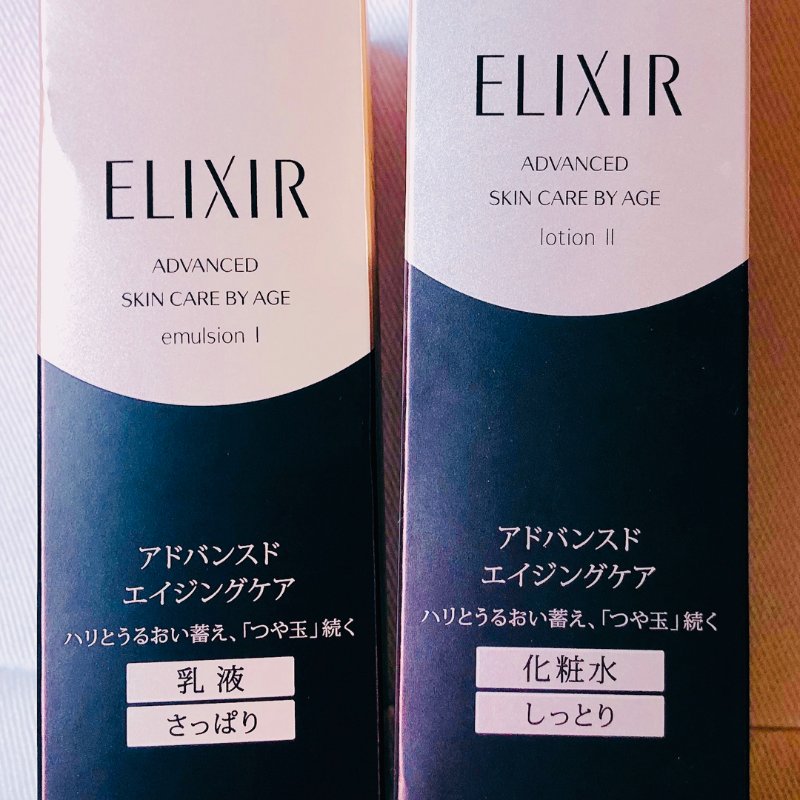 ELIXIR
ADVANCED
SKIN CARE BY AGE
emulsion I
アドバンスド
エイジングケア
ハリとうるおい蓄え、「つや玉」続く
乳液
さっぱり
ELIXIR
ADVANCED
SKIN CARE BY AGE
lotion II
アドバンスド
エイジングケア
ハリとうるおい蓄え、「つや玉」続く
化粧水
しっとり